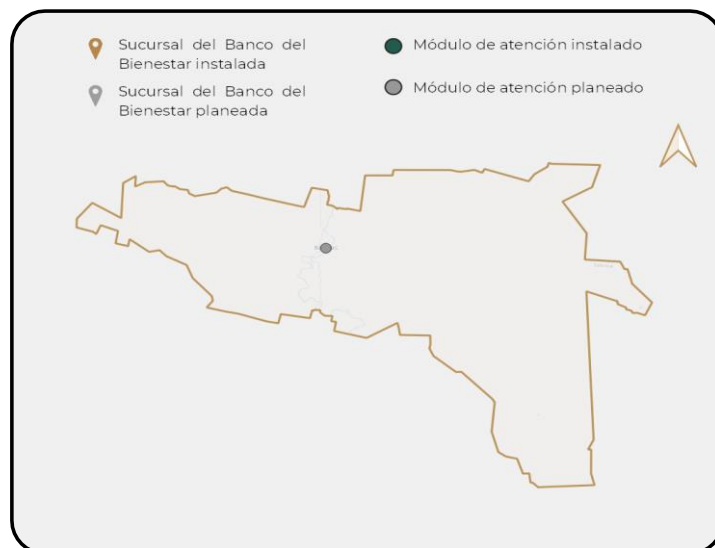 Sucursal del Banco del
Bienestar instalada
Sucursal del Banco del
Bienestar planeada
Módulo de atención instalado
Módulo de atención planeado